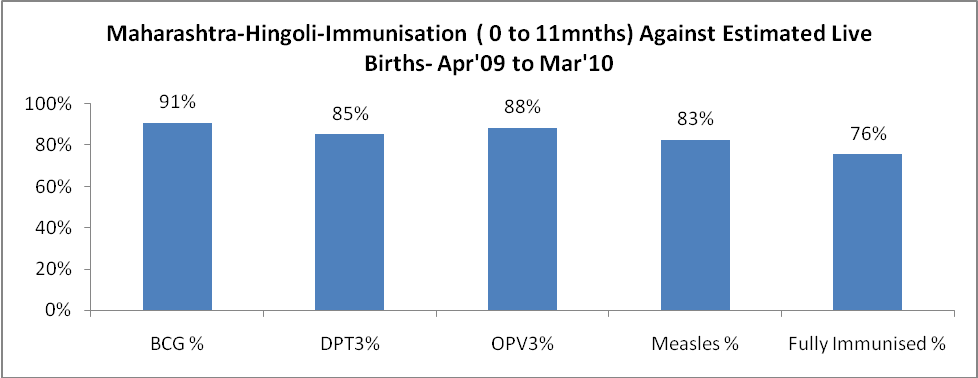 Maharashtra-Hingoli-Immunisation ( 0 to 11mnths) Against Estimated Live
Births- Apr'09 to Mar'10
100%
80%
60%
40%
20%
0%
91%
85%
88%
83%
76%
BCG %
DPT3%
OPV3%
Measles %
Fully Immunised %